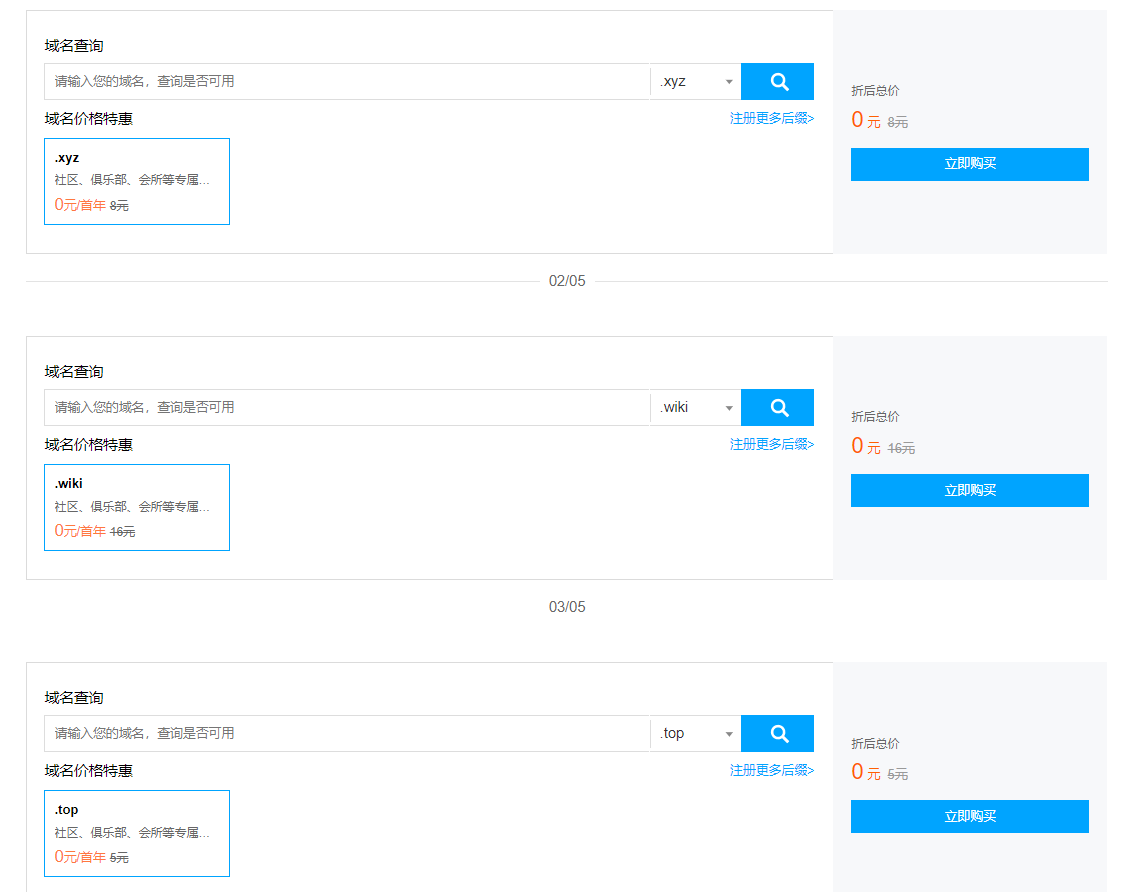 域名查询
请输入您的域名，查询是否可用 .xyz
域名价格特惠 注册更多后缀>
.xyz
社区、俱乐部、会所等专属...
0元/首年 8元
折后总价
0 元 8元
立即购买
02/05
域名查询
请输入您的域名，查询是否可用 .wiki
域名价格特惠 注册更多后缀>
.wiki
社区、俱乐部、会所等专属...
0元/首年 16元
折后总价
0 元 16元
立即购买
03/05
域名查询
请输入您的域名，查询是否可用 .top
域名价格特惠 注册更多后缀>
.top
社区、俱乐部、会所等专属...
0元/首年 5元
折后总价
0 元 5元
立即购买